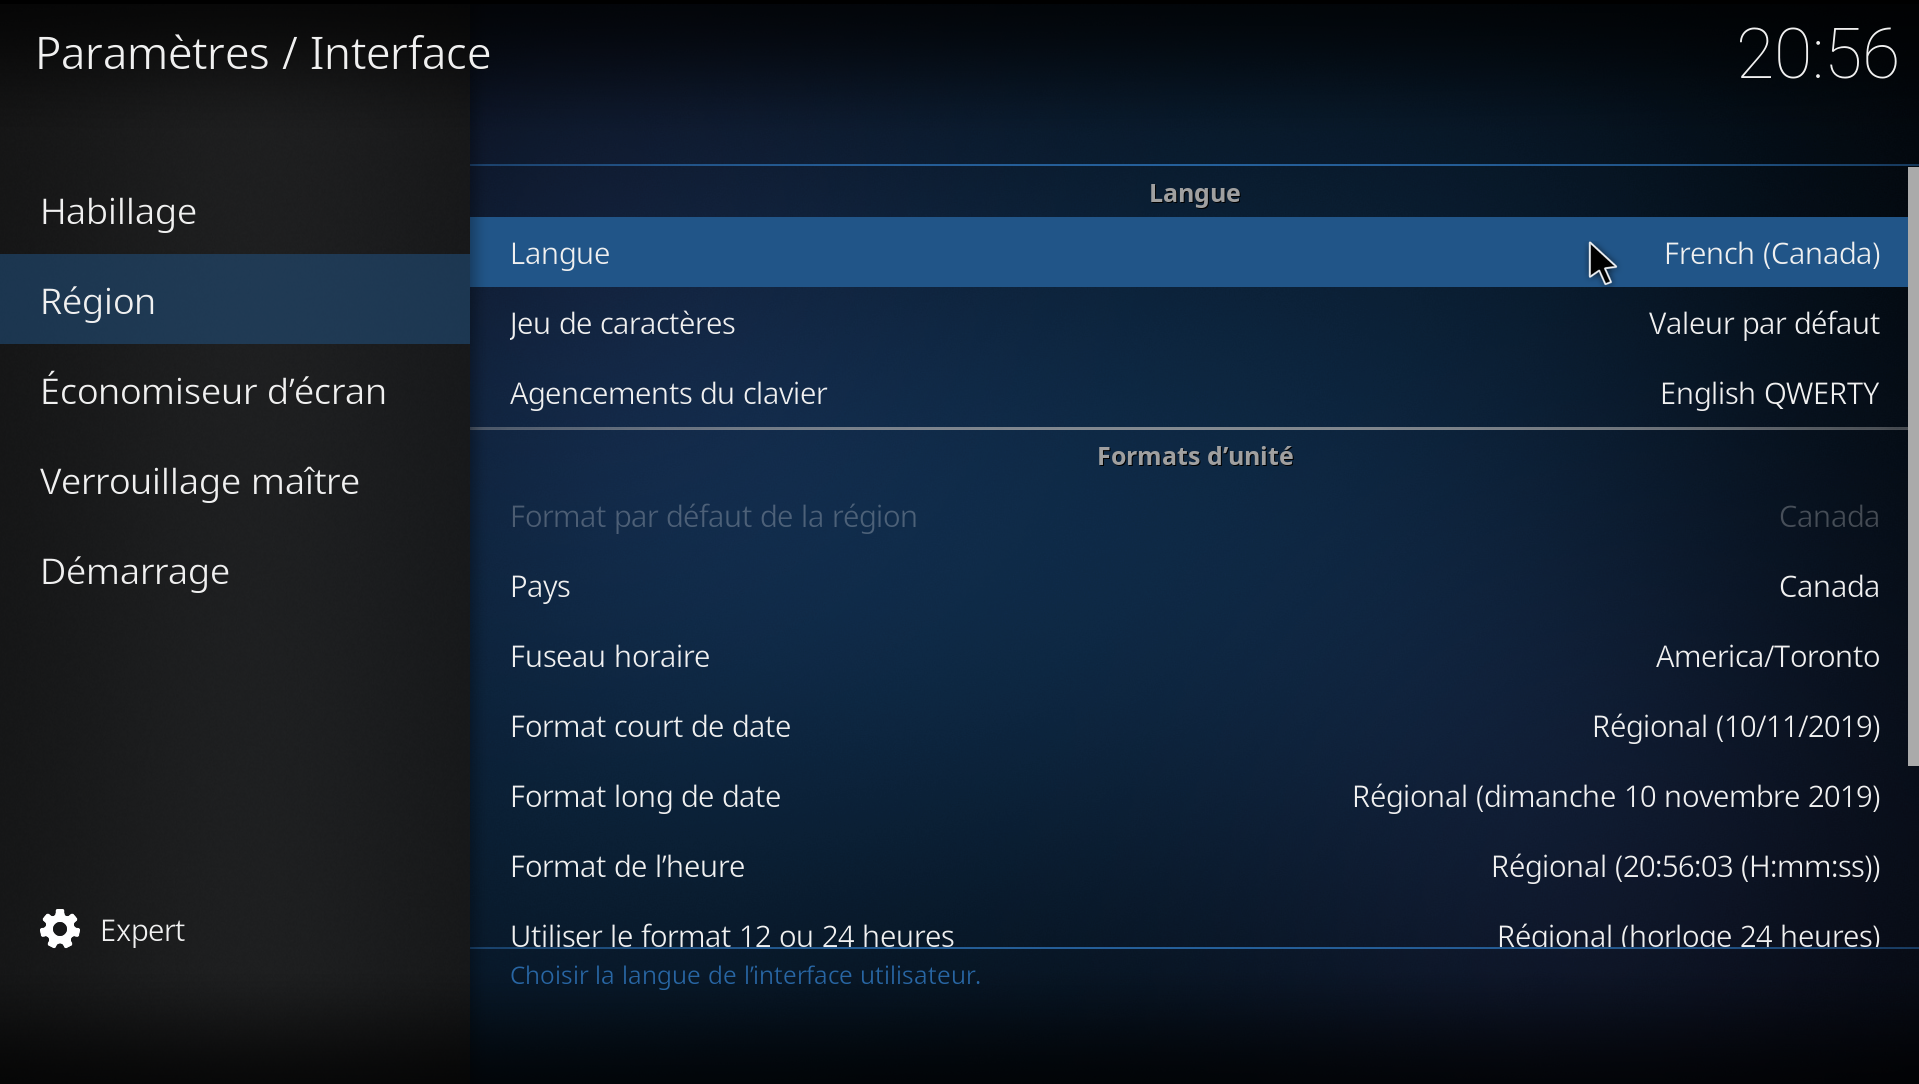 Paramètres / Interface
20:56
Habillage
Région
Économiseur d’écran
Verrouillage maître
Démarrage
Expert
Langue
Langue French (Canada)
Jeu de caractères Valeur par défaut
Agencements du clavier English QWERTY
Formats d’unité
Format par défaut de la région Canada
Pays Canada
Fuseau horaire America/Toronto
Format court de date Régional (10/11/2019)
Format long de date Régional (dimanche 10 novembre 2019)
Format de l’heure Régional (20:56:03 (H:mm:ss))
Utiliser le format 12 ou 24 heures Régional (horloge 24 heures)
Choisir la langue de l’interface utilisateur.